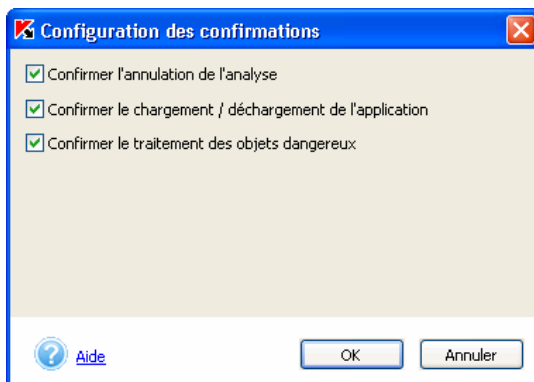 Configuration des confirmations
Confirmer l'annulation de l'analyse
Confirmer le chargement / déchargement de l'application
Confirmer le traitement des objets dangereux
Aide
OK
Annuler